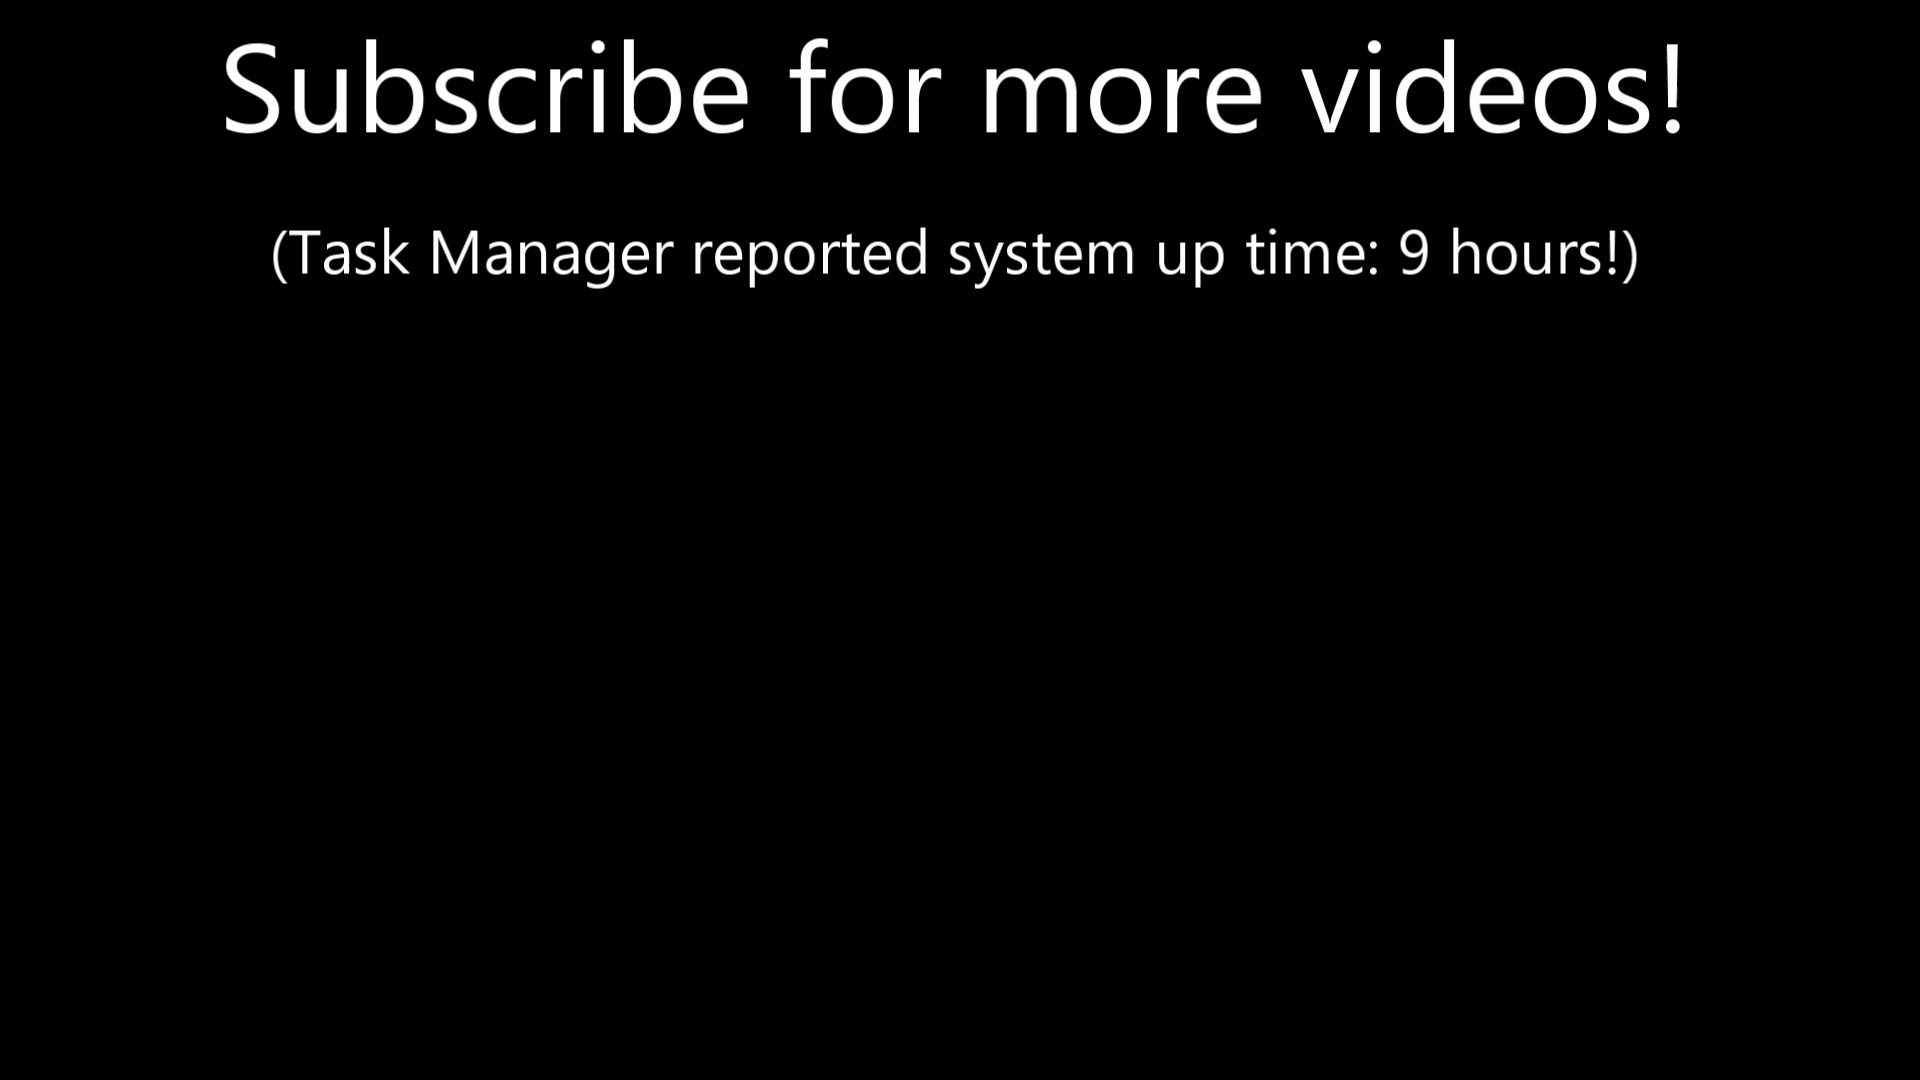 Subscribe for more videos!
(Task Manager reported system up time: 9 hours!)